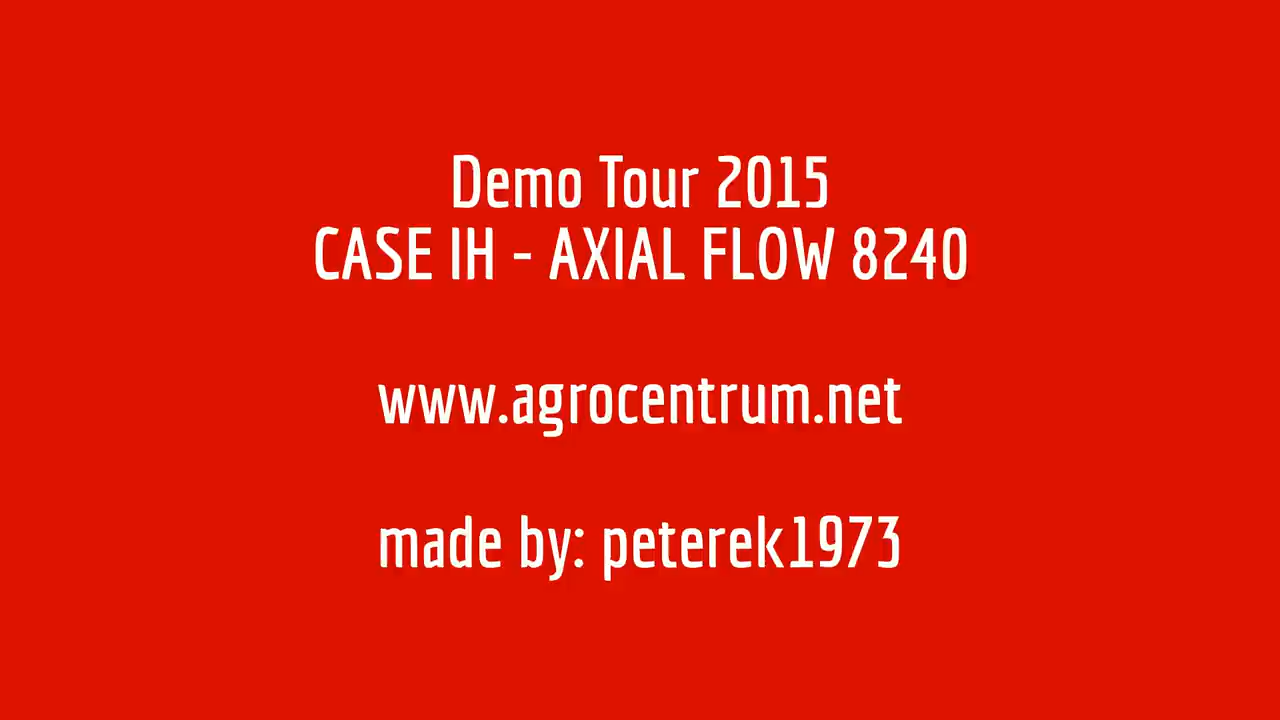 Demo Tour 2015
CASE IH - AXIAL FLOW 8240
www.agrocentrum.net
made by: peterek1973